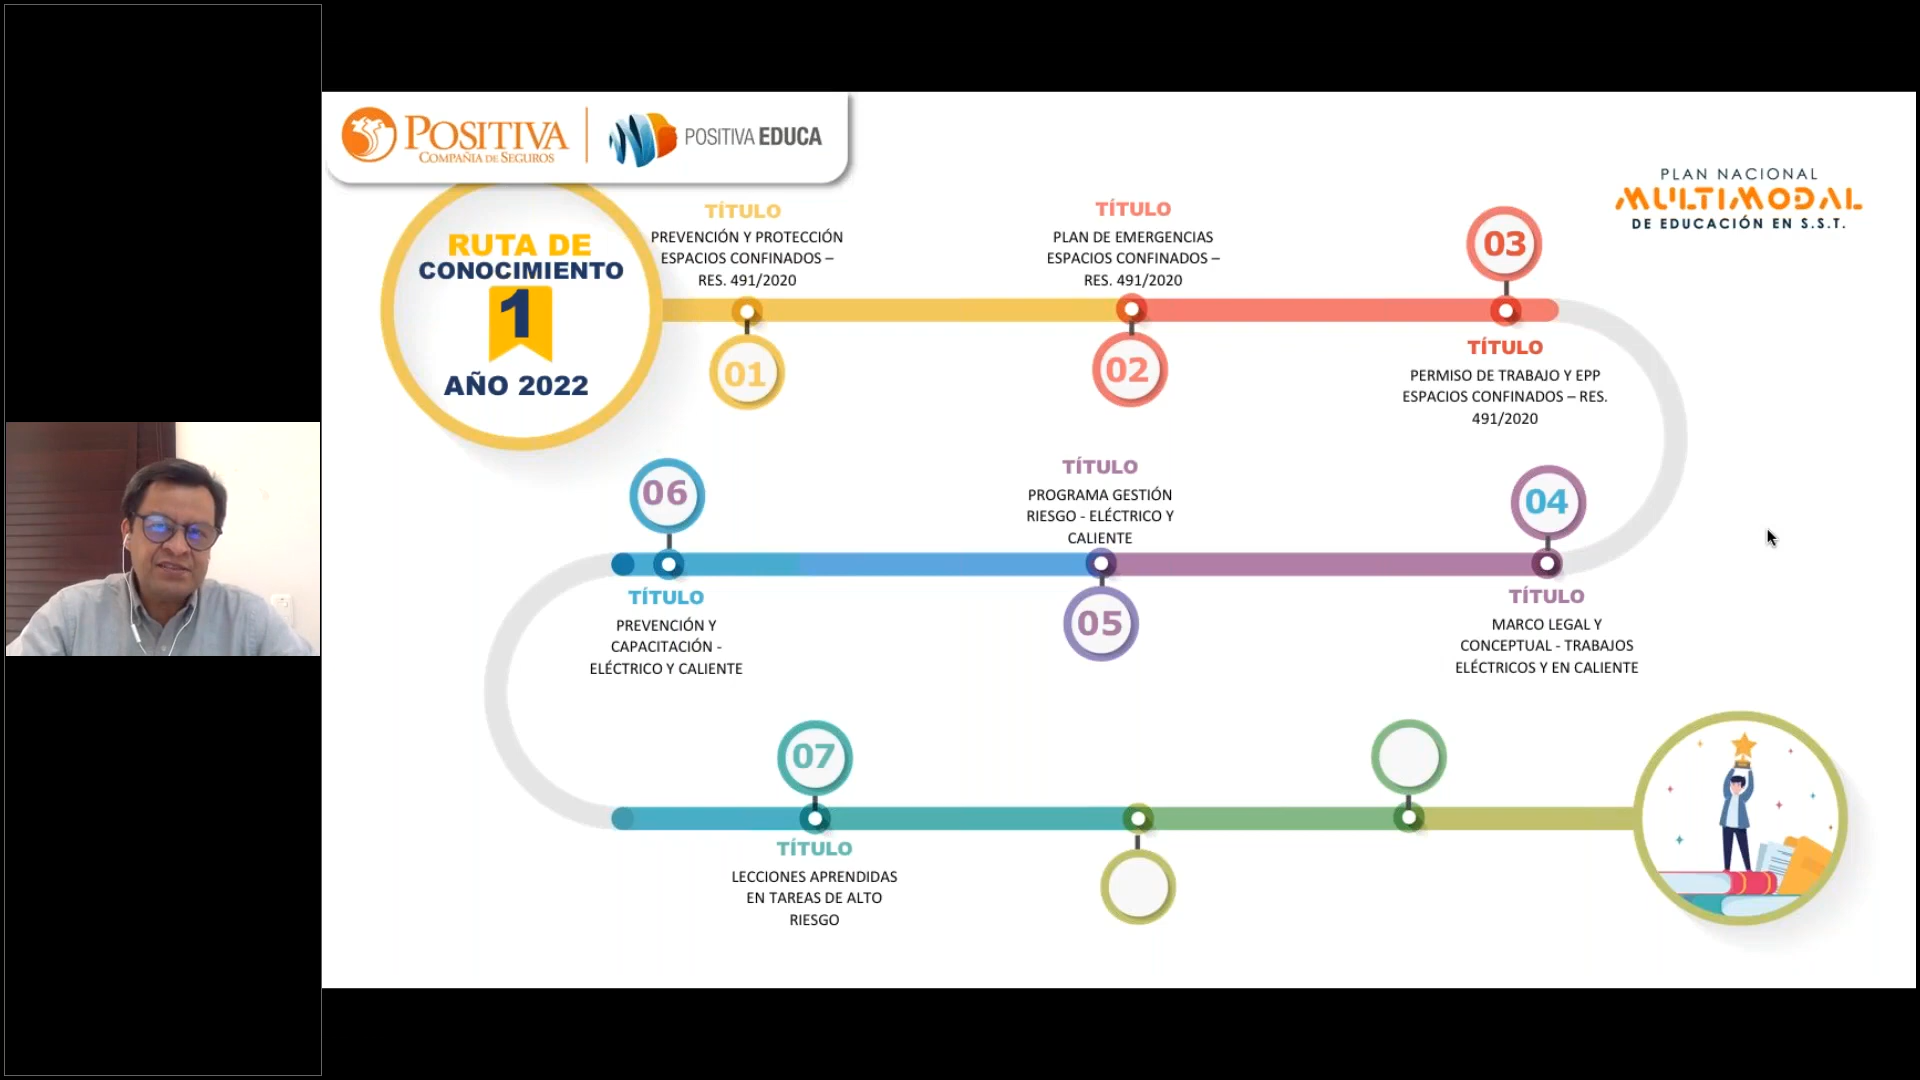 POSITIVA
COMPAÑIA DE SEGUROS
POSITIVA EDUCA
PLAN NACIONAL
MULTIMODAL
DE EDUCACIÓN EN S.S.T.
RUTA DE
CONOCIMIENTO
1
AÑO 2022
TÍTULO
PREVENCIÓN Y PROTECCIÓN
ESPACIOS CONFINADOS –
RES. 491/2020
01
TÍTULO
PLAN DE EMERGENCIAS
ESPACIOS CONFINADOS –
RES. 491/2020
02
03
TÍTULO
PERMISO DE TRABAJO Y EPP
ESPACIOS CONFINADOS – RES.
491/2020
04
TÍTULO
MARCO LEGAL Y
CONCEPTUAL - TRABAJOS
ELÉCTRICOS Y EN CALIENTE
TÍTULO
PROGRAMA GESTIÓN
RIESGO - ELÉCTRICO Y
CALIENTE
05
06
TÍTULO
PREVENCIÓN Y
CAPACITACIÓN -
ELÉCTRICO Y CALIENTE
07
TÍTULO
LECCIONES APRENDIDAS
EN TAREAS DE ALTO
RIESGO